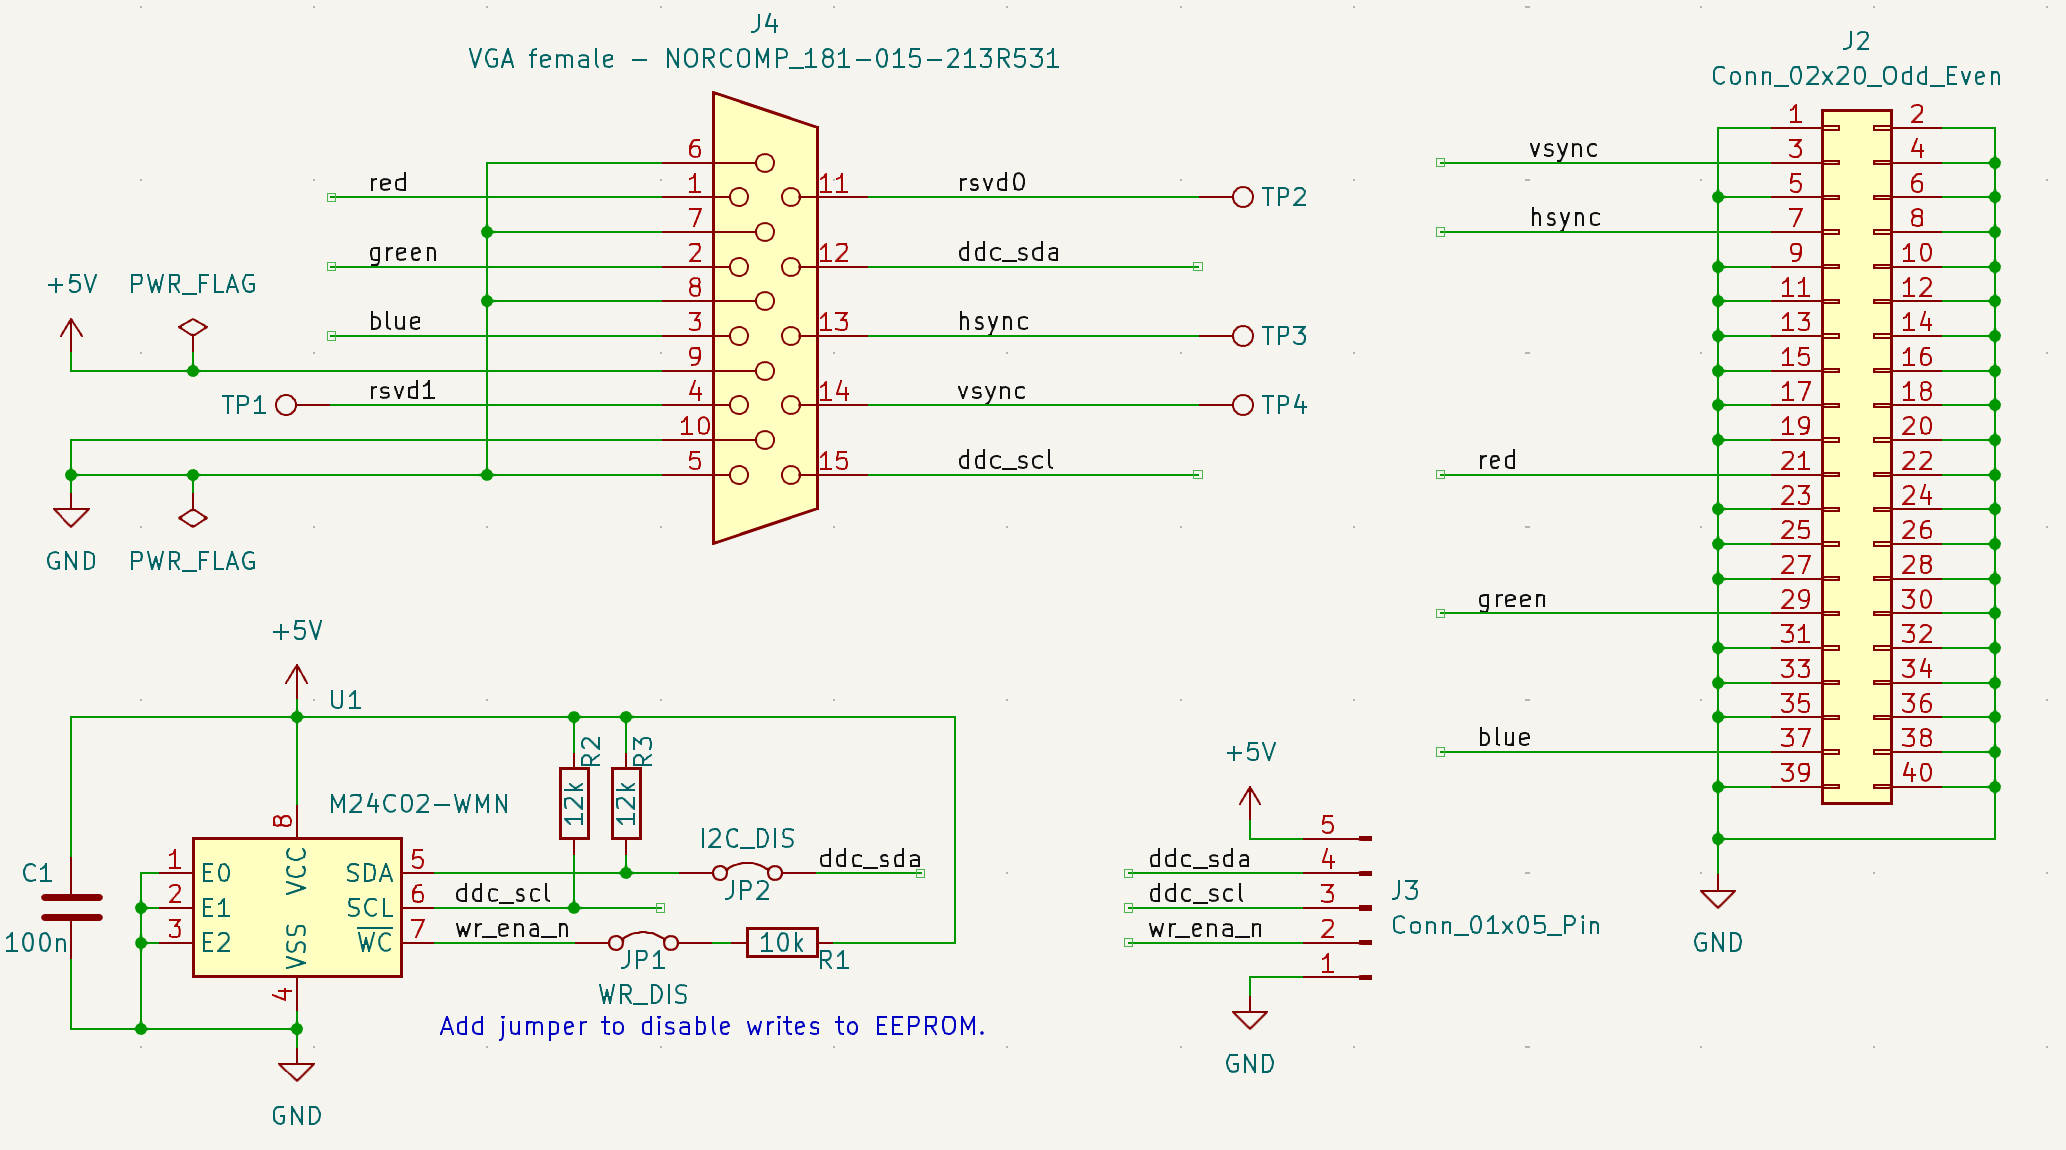 J4
VGA female - NORCOMP_181-015-213R531
6
red
1
11
rsvd0
TP2
7
green
2
12
ddc_sda
8
+5V
PWR_FLAG
blue
3
13
hsync
TP3
9
TP1
rsvd1
4
14
vsync
TP4
10
5
15
ddc_scl
GND
PWR_FLAG
J2
Conn_02x20_Odd_Even
1
2
vsync
3
4
5
6
hsync
7
8
9
10
11
12
13
14
15
16
17
18
19
20
red
21
22
23
24
25
26
27
28
green
29
30
31
32
33
34
35
36
blue
37
38
39
40
GND
+5V
U1
R2
R3
12k
12k
M24C02-WMN
8
VCC
C1
100n
1
E0
SDA
5
2
E1
SCL
6
3
E2
WC
7
VSS
4
I2C_DIS
ddc_sda
JP2
ddc_scl
wr_ena_n
10k
JP1
R1
WR_DIS
Add jumper to disable writes to EEPROM.
GND
+5V
5
ddc_sda
4
ddc_scl
3
J3
wr_ena_n
2
Conn_01x05_Pin
1
GND